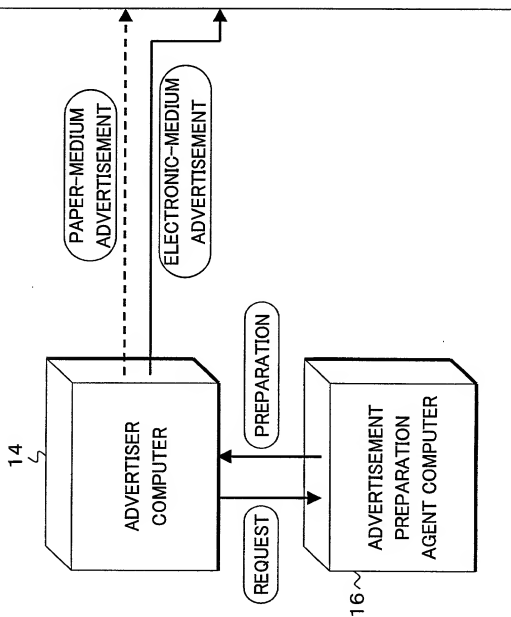 PAPER-MEDIUM
ADVERTISEMENT
ELECTRONIC-MEDIUM
ADVERTISEMENT
14
ADVERTISER
COMPUTER
REQUEST
PREPARATION
16
ADVERTISEMENT
PREPARATION
AGENT COMPUTER